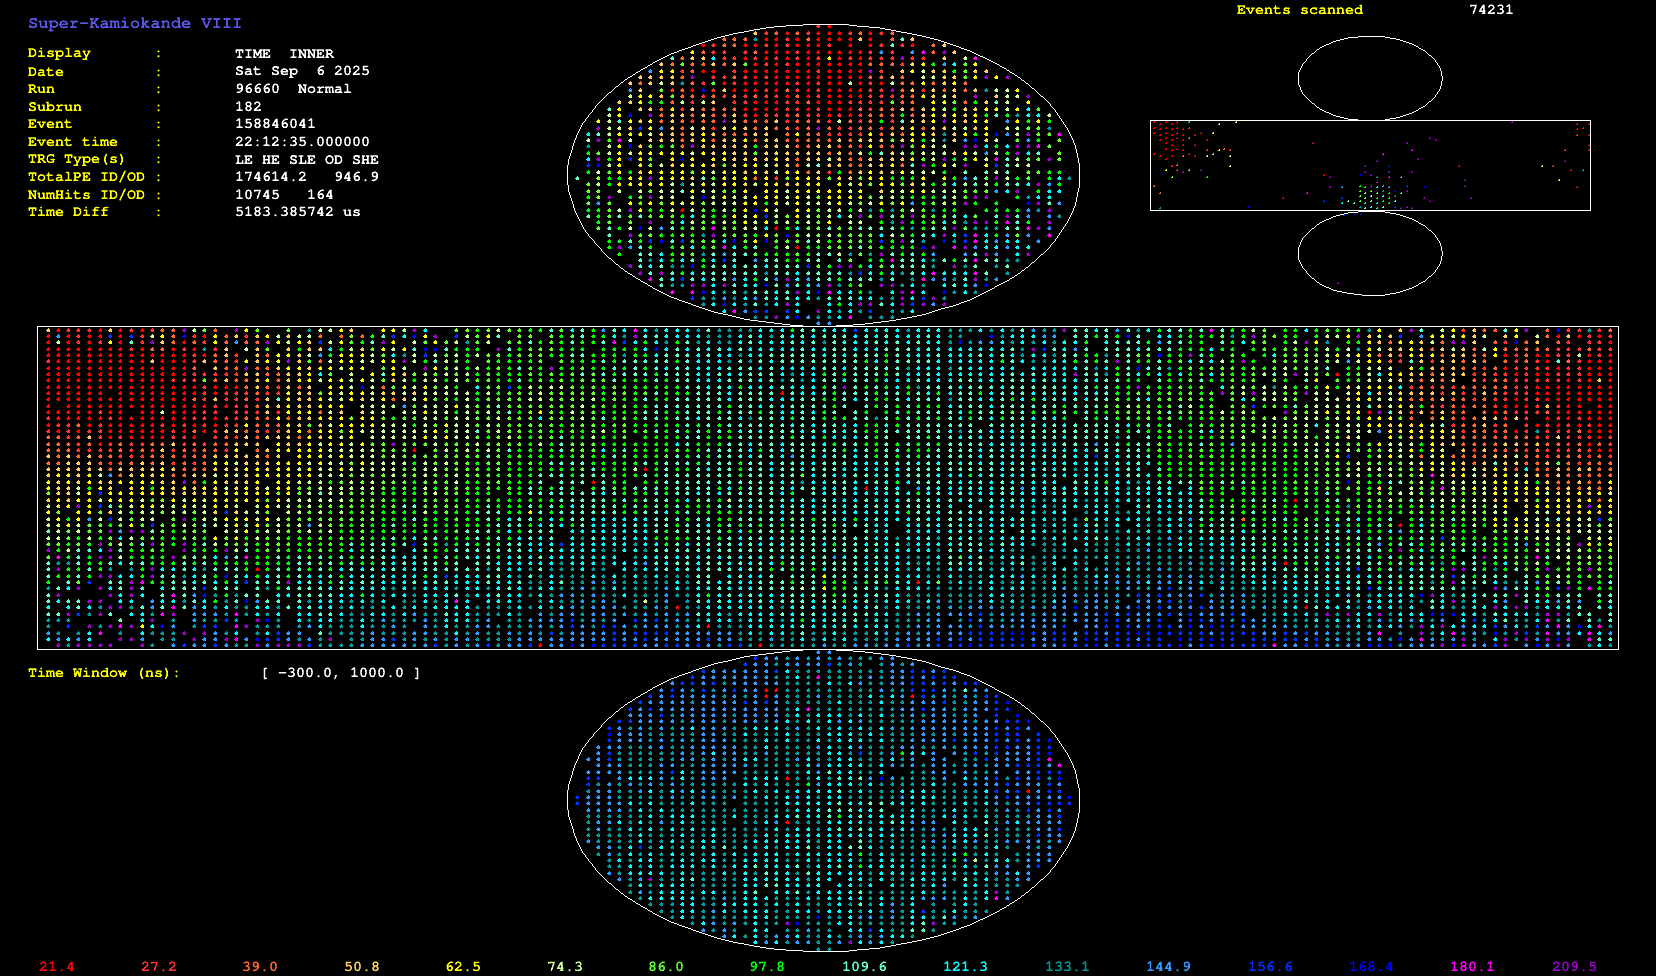 Super-Kamiokande VIII
Display : TIME INNER
Date : Sat Sep 6 2025
Run : 96660 Normal
Subrun : 182
Event : 158846041
Event time : 22:12:35.000000
TRG Type(s) : LE HE SLE OD SHE
TotalPE ID/OD : 174614.2 946.9
NumHits ID/OD : 10745 164
Time Diff : 5183.385742 us
Events scanned 74231
Time Window (ns): [ -300.0, 1000.0 ]
21.4 27.2 39.0 50.8 62.5 74.3 86.0 97.8 109.6 121.3 133.1 144.9 156.6 168.4 180.1 209.5